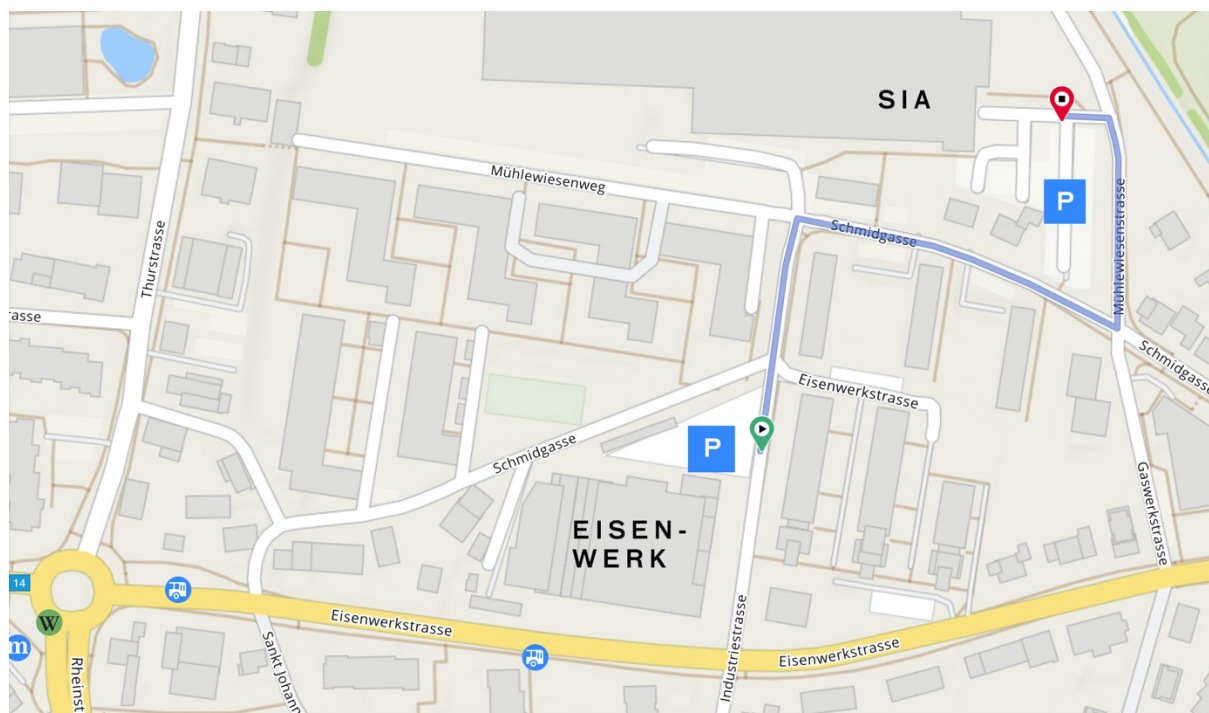 SIA
Mühlewiesenweg
P
Schmidgasse
Mühlewiesenstrasse
Thurstrasse
rasse
Schmidgasse
Eisenwerkstrasse
P
Schmidgasse
Gaswerkstrasse
EISEN-
WERK
14
W
Eisenwerkstrasse
m
Rheinst
Sankt Johann
Industriestrasse
Eisenwerkstrasse